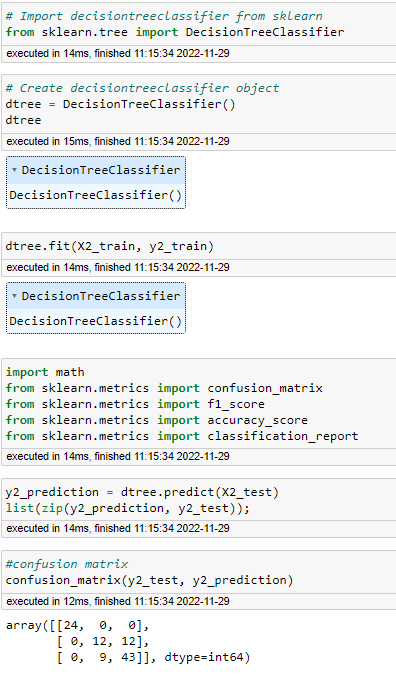 # Import decisiontreeclassifier from sklearn
from sklearn.tree import DecisionTreeClassifier
executed in 14ms, finished 11:15:34 2022-11-29
# Create decisiontreeclassifier object
dtree = DecisionTreeClassifier()
dtree
executed in 15ms, finished 11:15:34 2022-11-29
▾ DecisionTreeClassifier
DecisionTreeClassifier()
dtree.fit(X2_train, y2_train)
executed in 14ms, finished 11:15:34 2022-11-29
▾ DecisionTreeClassifier
DecisionTreeClassifier()
import math
from sklearn.metrics import confusion_matrix
from sklearn.metrics import f1_score
from sklearn.metrics import accuracy_score
from sklearn.metrics import classification_report
executed in 14ms, finished 11:15:34 2022-11-29
y2_prediction = dtree.predict(X2_test)
list(zip(y2_prediction, y2_test));
executed in 14ms, finished 11:15:34 2022-11-29
#confusion matrix
confusion_matrix(y2_test, y2_prediction)
executed in 12ms, finished 11:15:34 2022-11-29
array([[24,  0,  0],
       [ 0, 12, 12],
       [ 0,  9, 43]], dtype=int64)